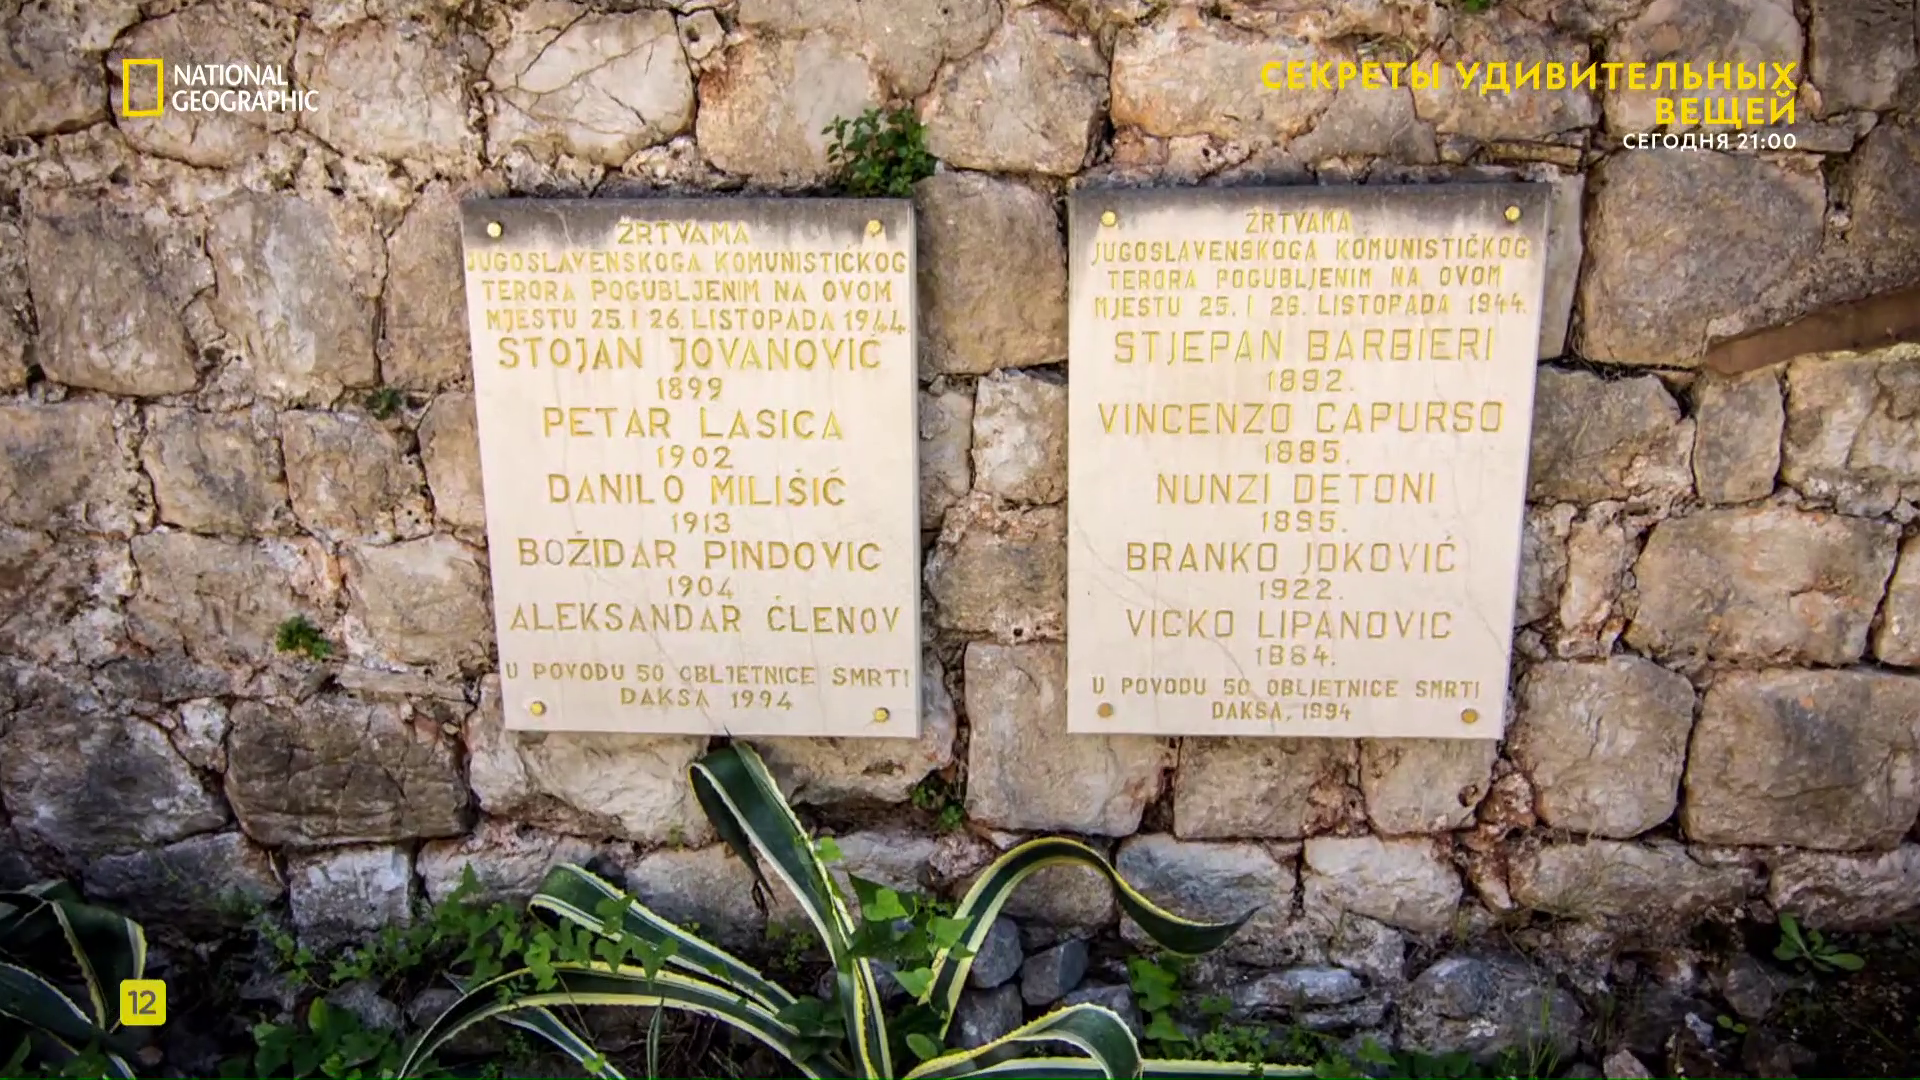 NATIONAL
GEOGRAPHIC
СЕКРЕТЫ УДИВИТЕЛЬНЫХ
ВЕЩЕЙ
СЕГОДНЯ 21:00
ŽRTVAMA
JUGOSLAVENSKOGA KOMUNISTIČKOG
TERORA POGUBLJENIM NA OVOM
MJESTU 25. I 26. LISTOPADA 1944.
STOJAN JOVANOVIĆ
1899
PETAR LASICA
1902
DANILO MILIŠIĆ
1913
BOŽIDAR PINDOVIC
1904
ALEKSANDAR ČLENOV
U POVODU 50 OBLJETNICE SMRTI
DAKSA 1994
ŽRTVAMA
JUGOSLAVENSKOGA KOMUNISTIČKOG
TERORA POGUBLJENIM NA OVOM
MJESTU 25. I 26. LISTOPADA 1944.
STJEPAN BARBIERI
1892.
VINCENZO CAPURSO
1885.
NUNZI DETONI
1895.
BRANKO JOKOVIĆ
1922.
VICKO LIPANOVIC
1884.
U POVODU 50 OBLJETNICE SMRTI
DAKSA, 1994
12